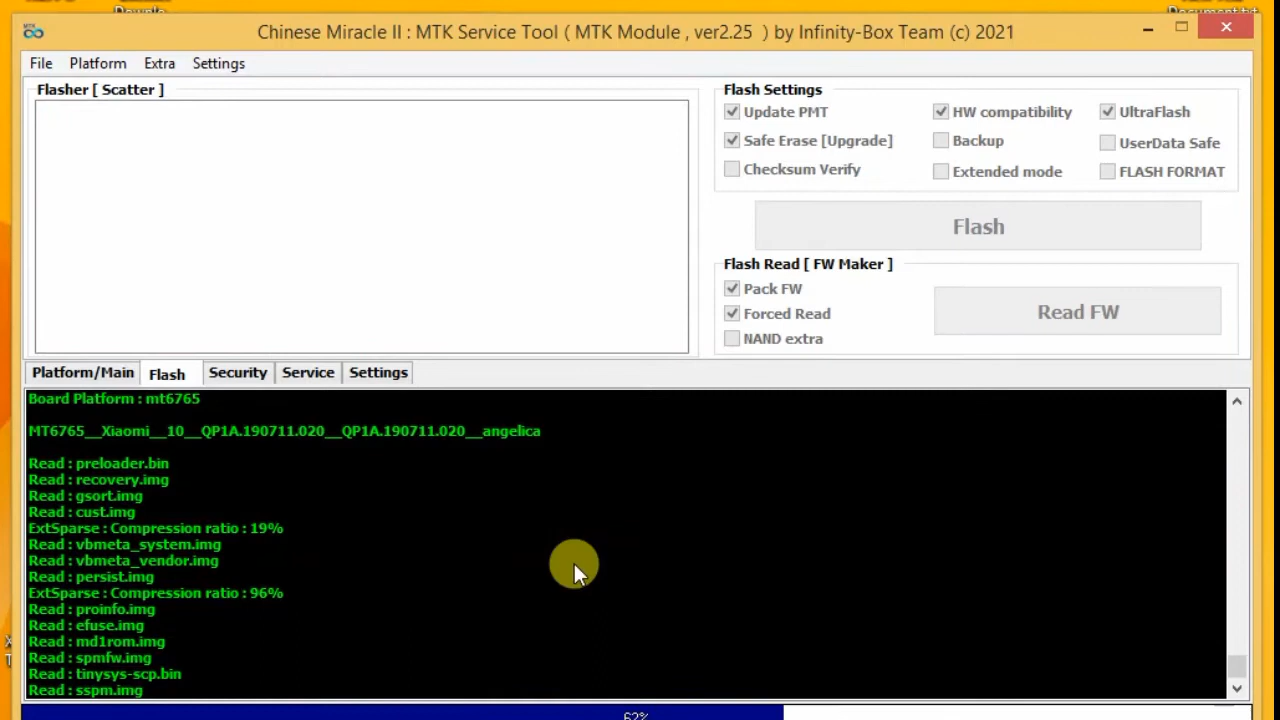 Document.txt
MTK
Chinese Miracle II : MTK Service Tool ( MTK Module , ver2.25 ) by Infinity-Box Team (c) 2021
File Platform Extra Settings
Flasher [ Scatter ]
Flash Settings
Update PMT HW compatibility UltraFlash
Safe Erase [Upgrade] Backup UserData Safe
Checksum Verify Extended mode FLASH FORMAT
Flash
Flash Read [ FW Maker ]
Pack FW
Forced Read
NAND extra
Read FW
Platform/Main Flash Security Service Settings
Board Platform : mt6765
MT6765__Xiaomi__10__QP1A.190711.020__QP1A.190711.020__angelica
Read : preloader.bin
Read : recovery.img
Read : gsort.img
Read : cust.img
ExtSparse : Compression ratio : 19%
Read : vbmeta_system.img
Read : vbmeta_vendor.img
Read : persist.img
ExtSparse : Compression ratio : 96%
Read : proinfo.img
Read : efuse.img
Read : md1rom.img
Read : spmfw.img
Read : tinysys-scp.bin
Read : sspm.img
62%